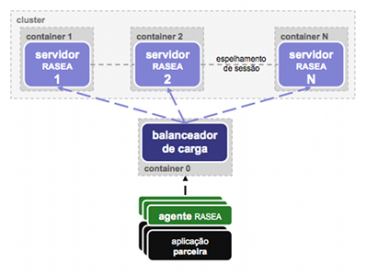 cluster
container 1
container 2
container N
servidor
RASEA
1
servidor
RASEA
2
espelhamento
de sessão
servidor
RASEA
N
balanceador
de carga
container 0
agente RASEA
aplicação
parceira